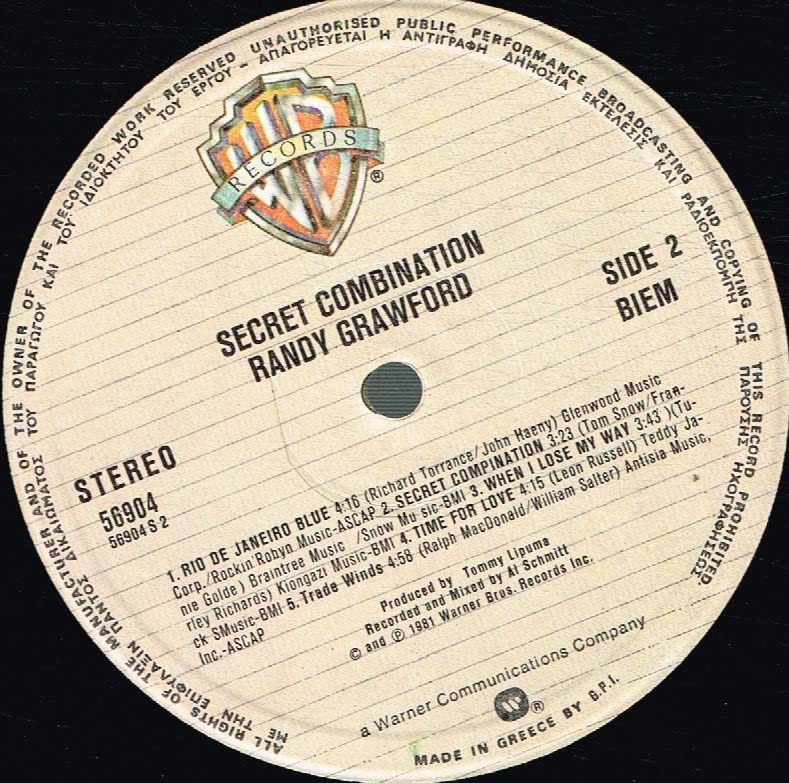 ALL RIGHTS OF THE MANUFACTURER AND OF THE OWNER OF THE RECORDED WORK RESERVED UNAUTHORISED PUBLIC PERFORMANCE BROADCASTING AND COPYING OF THIS RECORD PROHIBITED
ΜΕ ΤΗΝ ΕΠΙΦΥΛΑΞΙΝ ΠΑΝΤΟΣ ΔΙΚΑΙΩΜΑΤΟΣ ΤΟΥ ΠΑΡΑΓΩΓΟΥ ΚΑΙ ΤΟΥ ΙΔΙΟΚΤΗΤΟΥ ΤΟΥ ΕΡΓΟΥ - ΑΠΑΓΟΡΕΥΕΤΑΙ Η ΑΝΤΙΓΡΑΦΗ ΔΗΜΟΣΙΑ ΕΚΤΕΛΕΣΙΣ ΚΑΙ ΡΑΔΙΟΕΚΠΟΜΠΗ ΤΗΣ ΠΑΡΟΥΣΗΣ ΗΧΟΓΡΑΦΗΣΕΩΣ
WB
RECORDS
®
SECRET COMBINATION
RANDY GRAWFORD
SIDE 2
BIEM
STEREO
56904
56904 S 2
1. RIO DE JANEIRO BLUE 4:16 (Richard Torrance/John Haeny) Glenwood Music
Corp./Rockin'Robyn Music-ASCAP 2. SECRET COMPINATION 3:23 (Tom Snow/Fran-
nie Golde) Braintree Music /Snow Mu sic-BMI 3. WHEN I LOSE MY WAY 3:43 )(Tu-
rley Richards) Kiongazi Music-BMI 4. TIME FOR LOVE 4:15 (Leon Russell) Teddy Ja-
ck SMusic-BMI 5. Trade Winds 4:58 (Ralph MacDonald/William Salter) Antisia Music,
Inc.-ASCAP
Produced by Tommy Lipuma
Recorded and Mixed by Al Schmitt
© and ℗ 1981 Warner Bros. Records Inc.
a Warner Communications Company
W ®
MADE IN GREECE BY G.P.I.